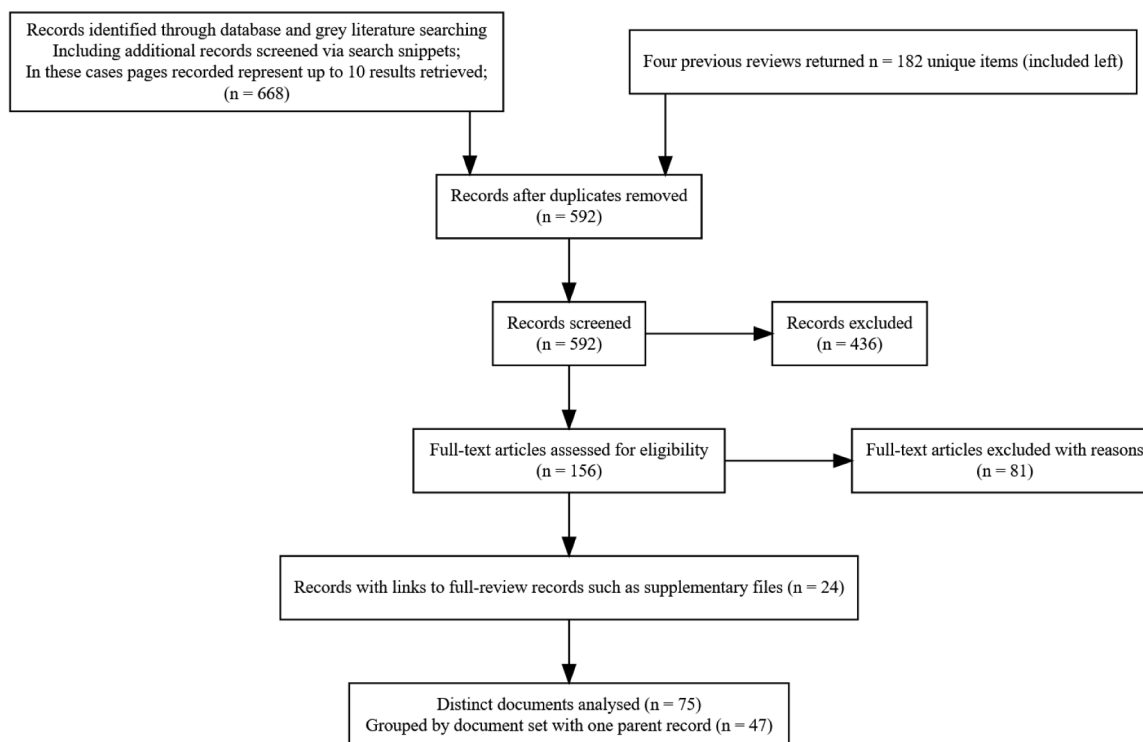 Records identified through database and grey literature searching
Including additional records screened via search snippets;
In these cases pages recorded represent up to 10 results retrieved;
(n = 668)
Four previous reviews returned n = 182 unique items (included left)
Records after duplicates removed
(n = 592)
Records screened
(n = 592)
Records excluded
(n = 436)
Full-text articles assessed for eligibility
(n = 156)
Full-text articles excluded with reasons
(n = 81)
Records with links to full-review records such as supplementary files (n = 24)
Distinct documents analysed (n = 75)
Grouped by document set with one parent record (n = 47)